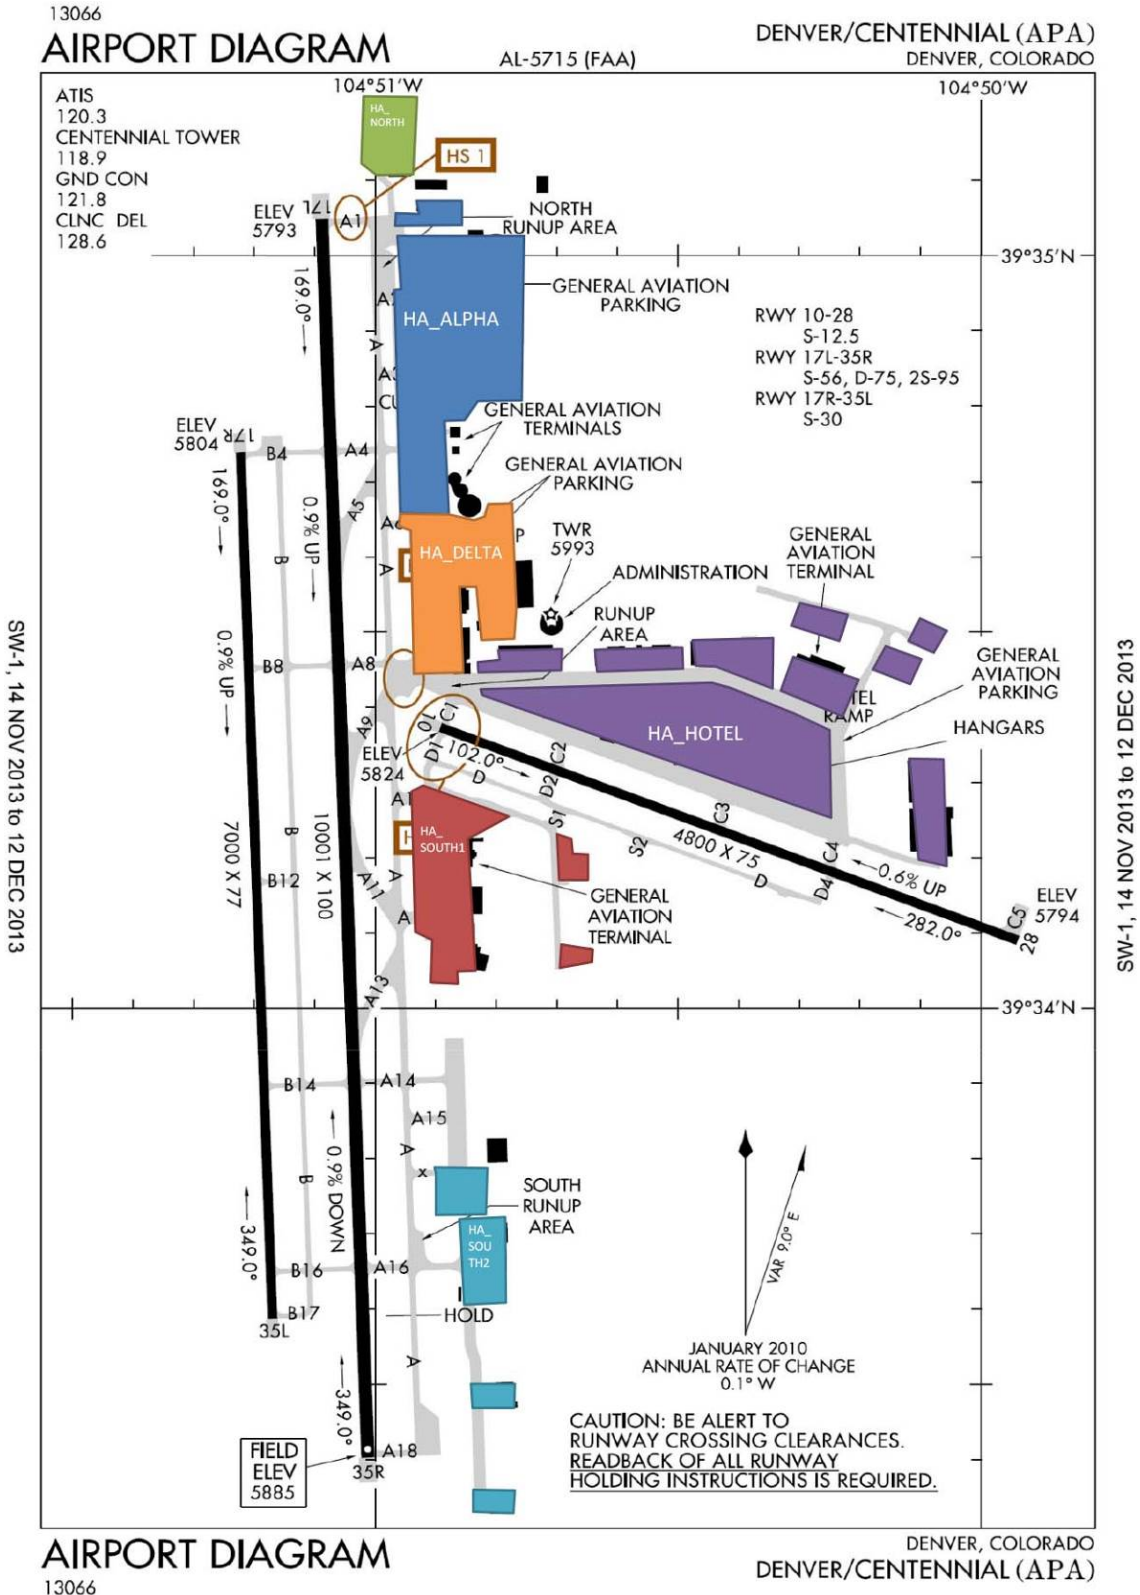 13066
AIRPORT DIAGRAM
AL-5715 (FAA)
DENVER/CENTENNIAL (APA)
DENVER, COLORADO
104°51'W
104°50'W
ATIS
120.3
CENTENNIAL TOWER
118.9
GND CON
121.8
CLNC DEL
128.6
HA_
NORTH
HS 1
ELEV
5793
17L
A1
NORTH
RUNUP AREA
39°35'N
169.0°
GENERAL AVIATION
PARKING
HA_ALPHA
A
RWY 10-28
S-12.5
RWY 17L-35R
S-56, D-75, 2S-95
RWY 17R-35L
S-30
ELEV
5804
17R
B4
A4
GENERAL AVIATION
TERMINALS
GENERAL AVIATION
PARKING
169.0°
0.9% UP
A5
B
A
HA_DELTA
P
TWR
5993
ADMINISTRATION
GENERAL
AVIATION
TERMINAL
RUNUP
AREA
0.9% UP
B8
A8
GENERAL
AVIATION
PARKING
RAMP
HANGARS
HA_HOTEL
A9
10
C1
D1
ELEV
5824
102.0°
D
D2
C2
C3
S1
S2
4800 X 75
D
C4
D4
0.6% UP
282.0°
C5
28
ELEV
5794
HA_
SOUTH1
7000 X 77
10001 X 100
B
B12
A11
A
A
GENERAL
AVIATION
TERMINAL
A13
39°34'N
B14
A14
A15
B
A
x
0.9% DOWN
349.0°
SOUTH
RUNUP
AREA
HA_
SOU
TH2
B16
A16
B17
35L
HOLD
A
349.0°
A18
35R
FIELD
ELEV
5885
VAR 9.0° E
JANUARY 2010
ANNUAL RATE OF CHANGE
0.1° W
CAUTION: BE ALERT TO
RUNWAY CROSSING CLEARANCES.
READBACK OF ALL RUNWAY
HOLDING INSTRUCTIONS IS REQUIRED.
SW-1, 14 NOV 2013 to 12 DEC 2013
SW-1, 14 NOV 2013 to 12 DEC 2013
AIRPORT DIAGRAM
13066
DENVER, COLORADO
DENVER/CENTENNIAL (APA)